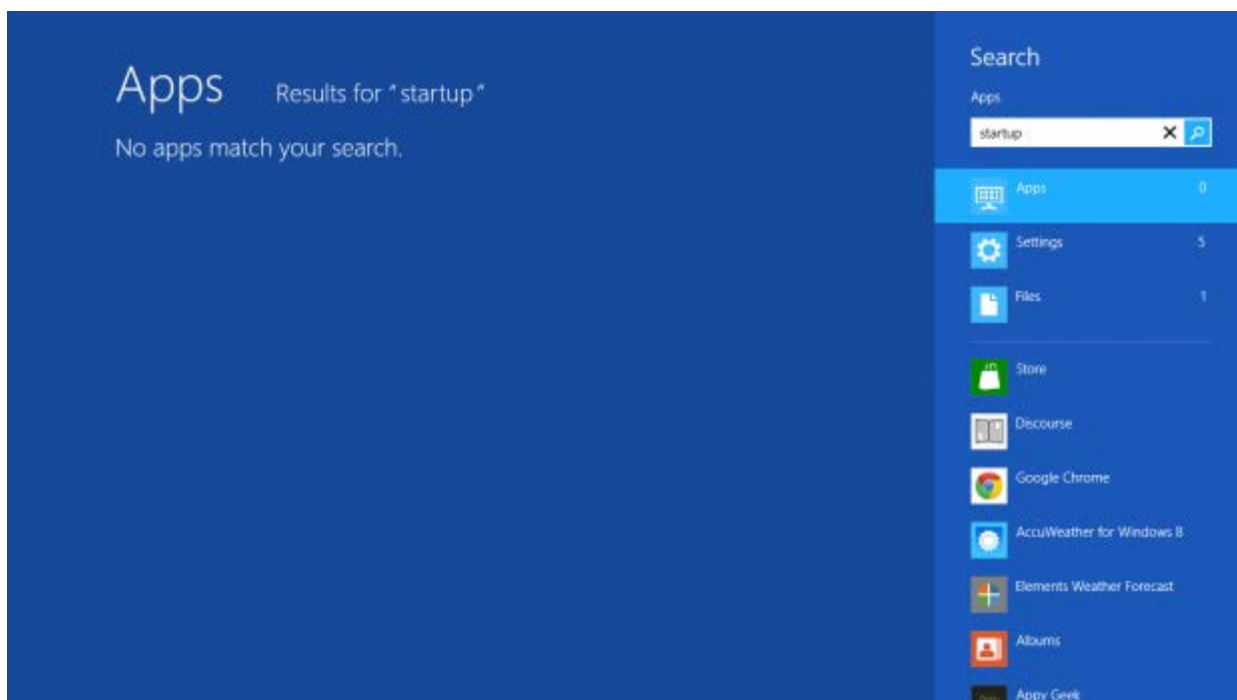 Apps Results for "startup"
No apps match your search.
Search
Apps
startup
Apps 0
Settings 5
Files 1
Store
Discourse
Google Chrome
AccuWeather for Windows 8
Elements Weather Forecast
Albums
Appy Geek